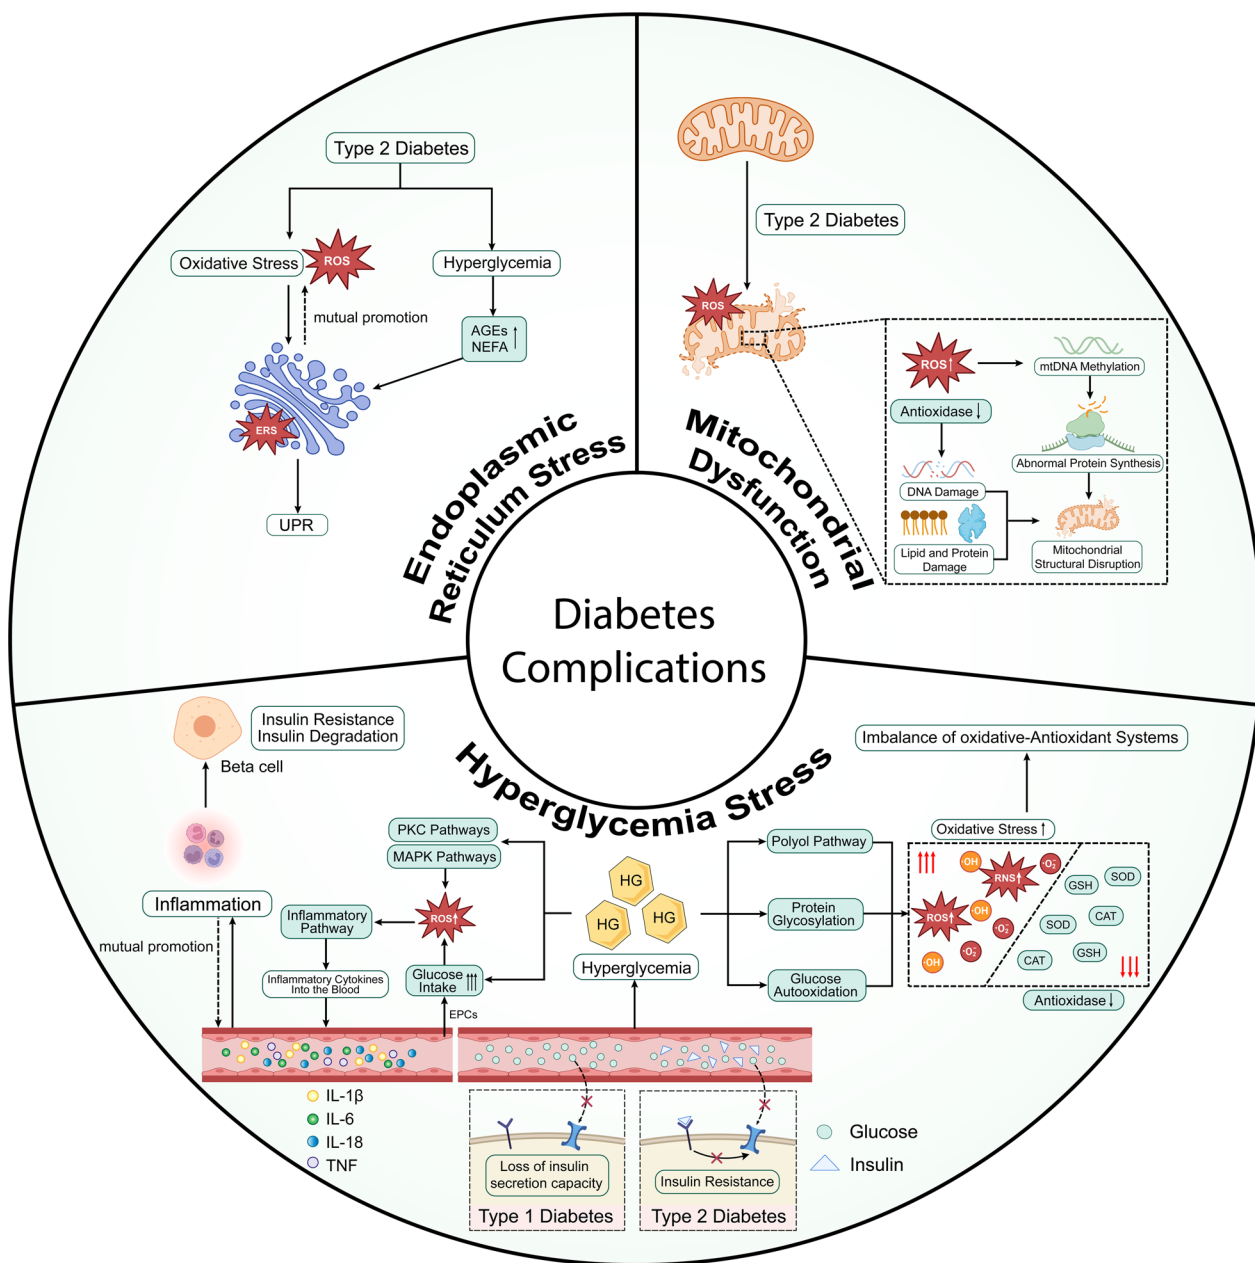 Type 2 Diabetes
Oxidative Stress
ROS
Hyperglycemia
mutual promotion
AGEs
NEFA ↑
ERS
UPR
Endoplasmic
Reticulum Stress
Type 2 Diabetes
ROS
ROS↑
mtDNA Methylation
Antioxidase↓
Abnormal Protein Synthesis
DNA Damage
Lipid and Protein
Damage
Mitochondrial
Structural Disruption
Mitochondrial
Dysfunction
Diabetes
Complications
Hyperglycemia Stress
Insulin Resistance
Insulin Degradation
Beta cell
Inflammation
mutual promotion
PKC Pathways
MAPK Pathways
ROS↑
Inflammatory
Pathway
Inflammatory Cytokines
Into the Blood
Glucose
Intake ↑↑↑
EPCs
HG
HG
HG
Hyperglycemia
Polyol Pathway
Protein
Glycosylation
Glucose
Autooxidation
Imbalance of oxidative-Antioxidant Systems
Oxidative Stress↑
↑↑↑
·OH
RNS↑
·O₂⁻
ROS↑
·OH
·O₂⁻
·OH
·O₂⁻
GSH
SOD
SOD
CAT
CAT
GSH
↓↓↓
Antioxidase↓
IL-1β
IL-6
IL-18
TNF
Loss of insulin
secretion capacity
Type 1 Diabetes
Insulin Resistance
Type 2 Diabetes
Glucose
Insulin